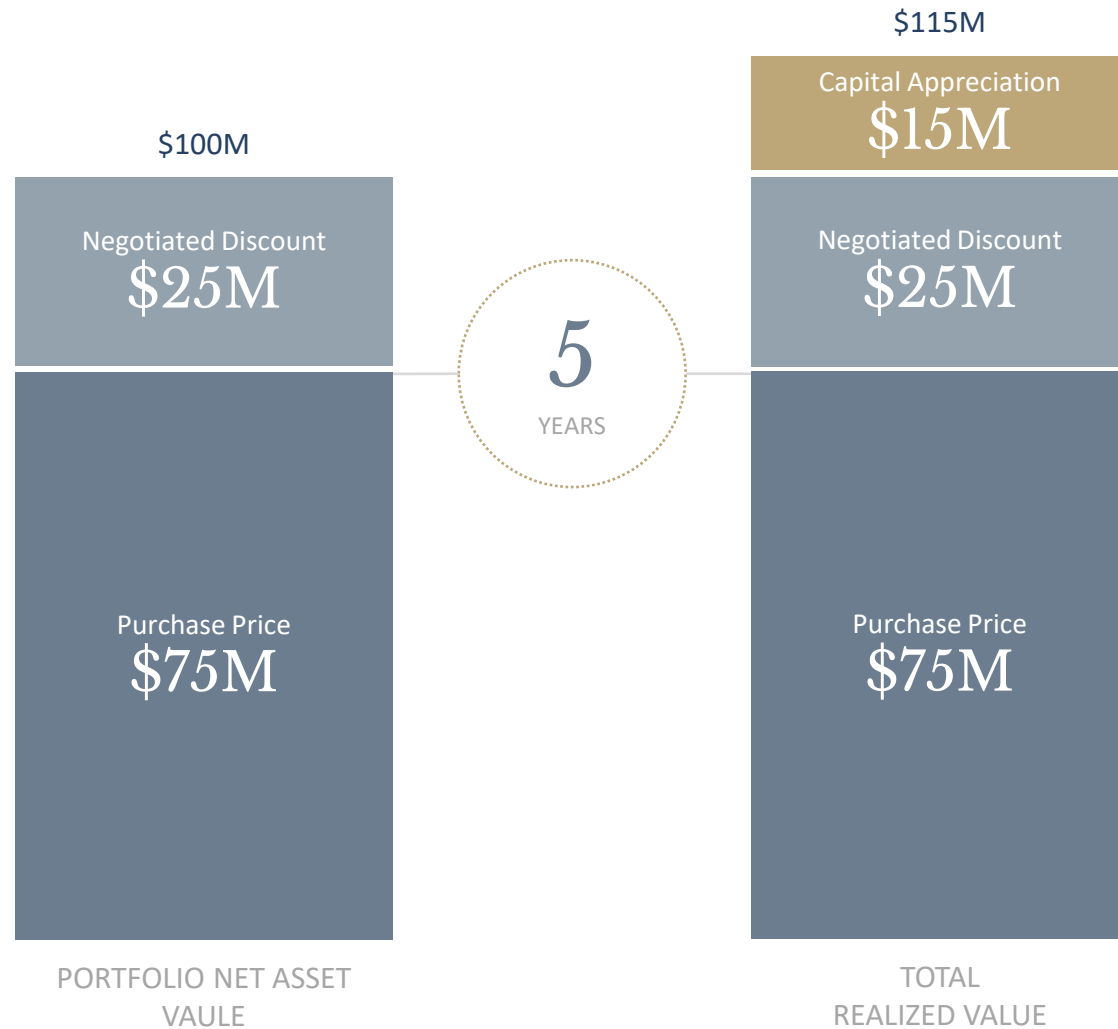 $100M
Negotiated Discount
$25M
Purchase Price
$75M
PORTFOLIO NET ASSET
VAULE
5
YEARS
$115M
Capital Appreciation
$15M
Negotiated Discount
$25M
Purchase Price
$75M
TOTAL
REALIZED VALUE